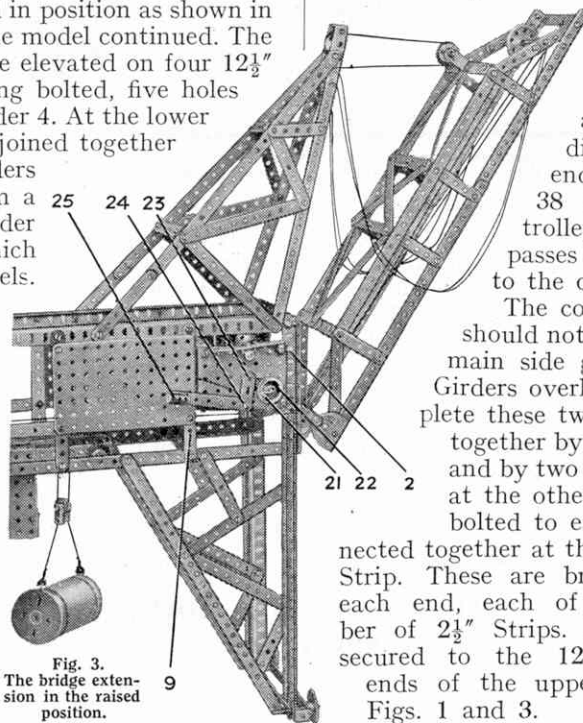 in position as shown in
e model continued. The
e elevated on four 12½″
ng bolted, five holes
der 4. At the lower
joined together
ders
a
der
hich
els.
25 24 23
21 22 2
9
Fig. 3.
The bridge exten-
sion in the raised
position.
a
di
end
38
trolle
passes
to the c
The co
should not
main side g
Girders overl
plete these tw
together by
and by two
at the othe
bolted to e
nected together at th
Strip. These are br
each end, each of
ber of 2½″ Strips.
secured to the 12
ends of the uppe
Figs. 1 and 3.